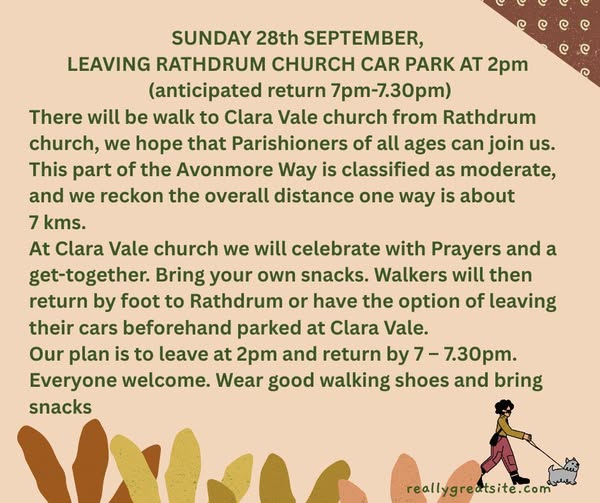 SUNDAY 28th SEPTEMBER,
LEAVING RATHDRUM CHURCH CAR PARK AT 2pm
(anticipated return 7pm-7.30pm)
There will be walk to Clara Vale church from Rathdrum
church, we hope that Parishioners of all ages can join us.
This part of the Avonmore Way is classified as moderate,
and we reckon the overall distance one way is about
7 kms.
At Clara Vale church we will celebrate with Prayers and a
get-together. Bring your own snacks. Walkers will then
return by foot to Rathdrum or have the option of leaving
their cars beforehand parked at Clara Vale.
Our plan is to leave at 2pm and return by 7 – 7.30pm.
Everyone welcome. Wear good walking shoes and bring
snacks
reallygreatsite.com